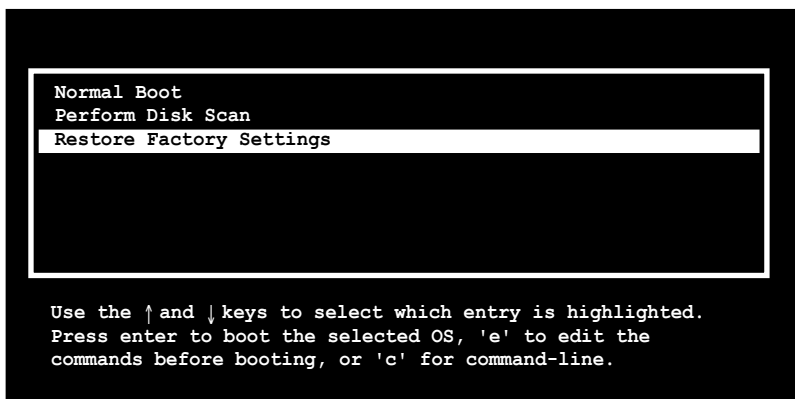 Normal Boot
Perform Disk Scan
Restore Factory Settings
Use the ↑ and ↓ keys to select which entry is highlighted.
Press enter to boot the selected OS, 'e' to edit the
commands before booting, or 'c' for command-line.